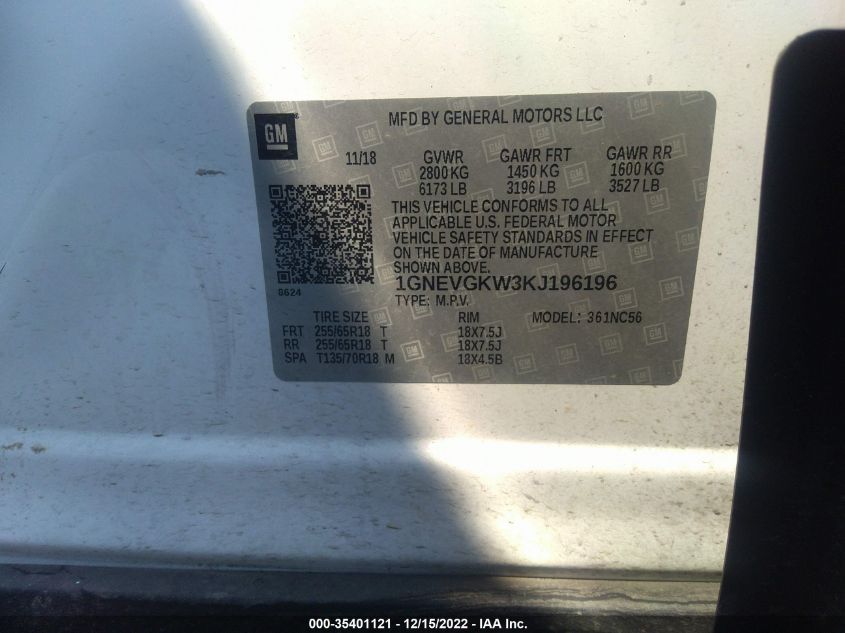 GM
MFD BY GENERAL MOTORS LLC
11/18 GVWR GAWR FRT GAWR RR
2800 KG 1450 KG 1600 KG
6173 LB 3196 LB 3527 LB
THIS VEHICLE CONFORMS TO ALL
APPLICABLE U.S. FEDERAL MOTOR
VEHICLE SAFETY STANDARDS IN EFFECT
ON THE DATE OF MANUFACTURE
SHOWN ABOVE.
8624
1GNEVGKW3KJ196196
TYPE: M.P.V.
TIRE SIZE RIM MODEL: 361NC56
FRT 255/65R18 T 18X7.5J
RR 255/65R18 T 18X7.5J
SPA T135/70R18 M 18X4.5B
000-35401121 - 12/15/2022 - IAA Inc.